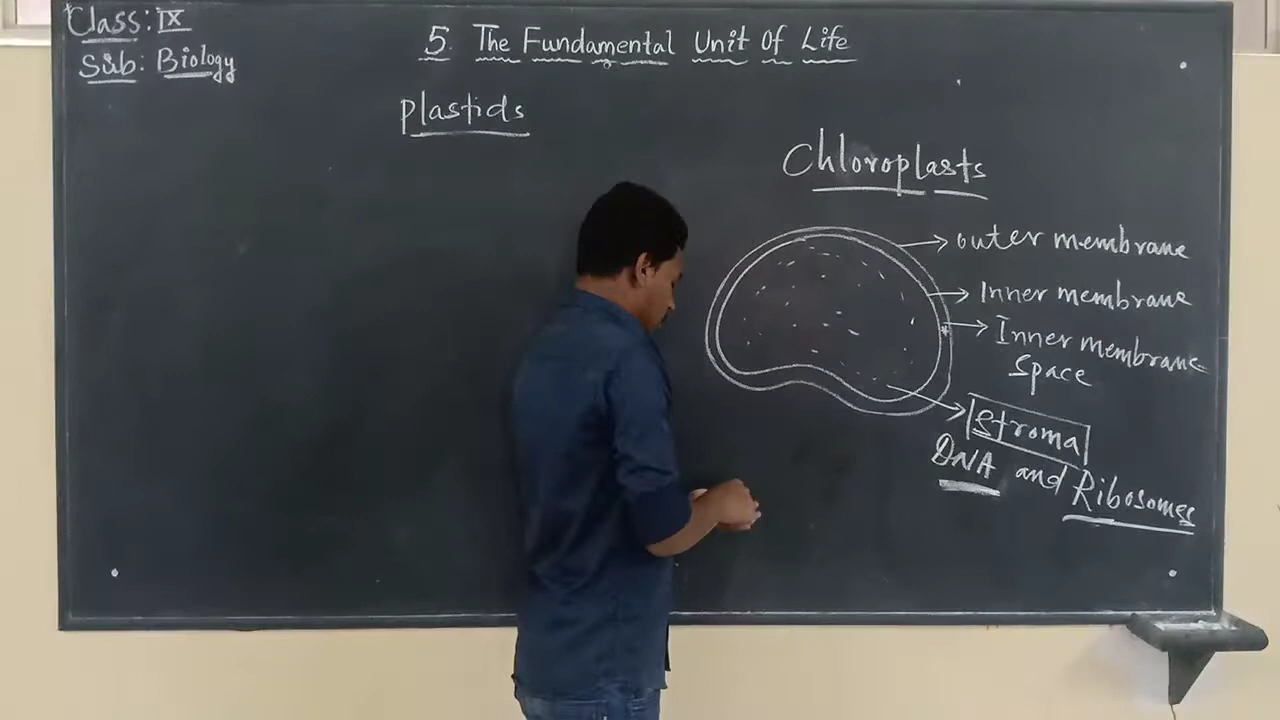 Class: IX
Sub: Biology
5. The Fundamental Unit Of Life
Plastids
Chloroplasts
outer membrane
Inner membrane
Inner membrane
Space
Stroma
DNA and Ribosomes